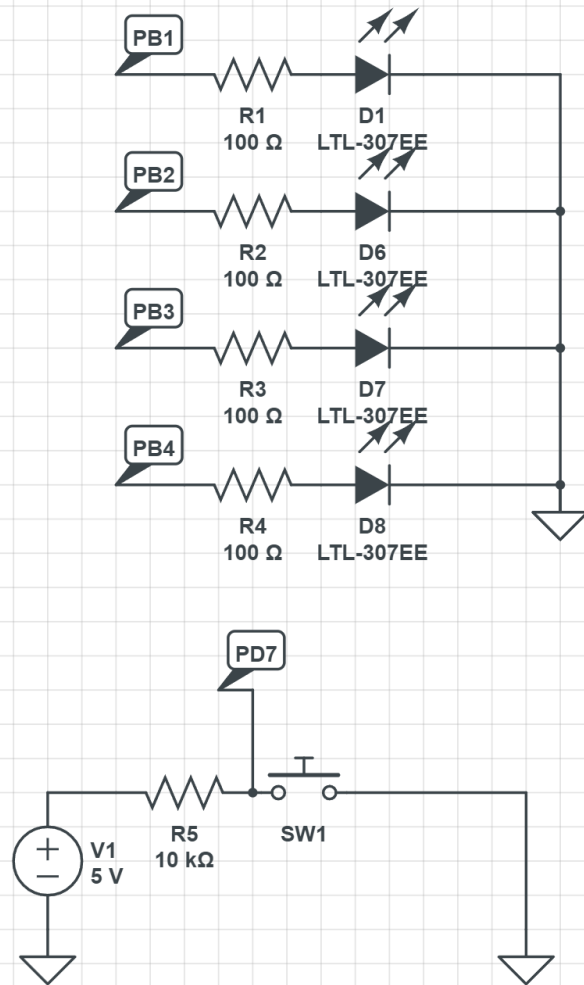 PB1
R1
100 Ω
D1
LTL-307EE
PB2
R2
100 Ω
D6
LTL-307EE
PB3
R3
100 Ω
D7
LTL-307EE
PB4
R4
100 Ω
D8
LTL-307EE
PD7
R5
10 kΩ
SW1
V1
5 V